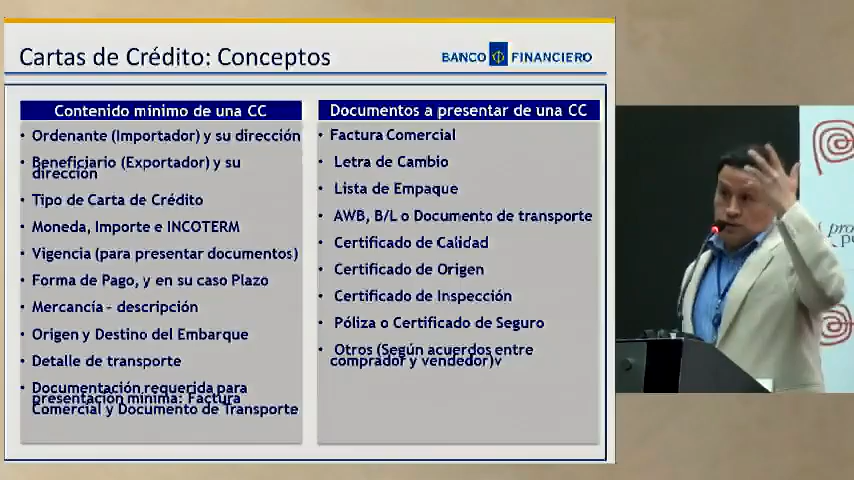 Cartas de Crédito: Conceptos
BANCO FINANCIERO
Contenido mínimo de una CC
• Ordenante (Importador) y su dirección
• Beneficiario (Exportador) y su
dirección
• Tipo de Carta de Crédito
• Moneda, Importe e INCOTERM
• Vigencia (para presentar documentos)
• Forma de Pago, y en su caso Plazo
• Mercancía – descripción
• Origen y Destino del Embarque
• Detalle de transporte
• Documentación requerida para
presentación mínima: Factura
Comercial y Documento de Transporte
Documentos a presentar de una CC
• Factura Comercial
• Letra de Cambio
• Lista de Empaque
• AWB, B/L o Documento de transporte
• Certificado de Calidad
• Certificado de Origen
• Certificado de Inspección
• Póliza o Certificado de Seguro
• Otros (Según acuerdos entre
comprador y vendedor)v